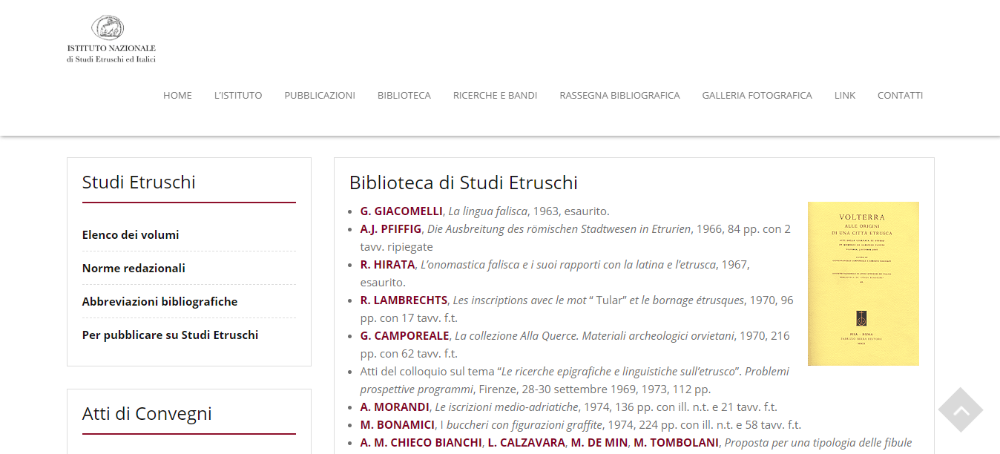 ISTITUTO NAZIONALE
di Studi Etruschi ed Italici
HOME L'ISTITUTO PUBBLICAZIONI BIBLIOTECA RICERCHE E BANDI RASSEGNA BIBLIOGRAFICA GALLERIA FOTOGRAFICA LINK CONTATTI
Studi Etruschi
Elenco dei volumi
Norme redazionali
Abbreviazioni bibliografiche
Per pubblicare su Studi Etruschi
Atti di Convegni
Biblioteca di Studi Etruschi
G. GIACOMELLI, La lingua falisca, 1963, esaurito.
A.J. PFIFFIG, Die Ausbreitung des römischen Stadtwesen in Etrurien, 1966, 84 pp. con 2
tavv. ripiegate
R. HIRATA, L’onomastica falisca e i suoi rapporti con la latina e l’etrusca, 1967,
esaurito.
R. LAMBRECHTS, Les inscriptions avec le mot “ Tular” et le bornage étrusques, 1970, 96
pp. con 17 tavv. f.t.
G. CAMPOREALE, La collezione Alla Querce. Materiali archeologici orvietani, 1970, 216
pp. con 62 tavv. f.t.
Atti del colloquio sul tema “Le ricerche epigrafiche e linguistiche sull’etrusco”. Problemi
prospettive programmi, Firenze, 28-30 settembre 1969, 1973, 112 pp.
A. MORANDI, Le iscrizioni medio-adriatiche, 1974, 136 pp. con ill. n.t. e 21 tavv. f.t.
M. BONAMICI, I buccheri con figurazioni graffite, 1974, 224 pp. con ill. n.t. e 58 tavv. f.t.
A. M. CHIECO BIANCHI, L. CALZAVARA, M. DE MIN, M. TOMBOLANI, Proposta per una tipologia delle fibule
VOLTERRA
ALLE ORIGINI
DI UNA CITTÀ ETRUSCA
PISA · ROMA
FABRIZIO SERRA EDITORE